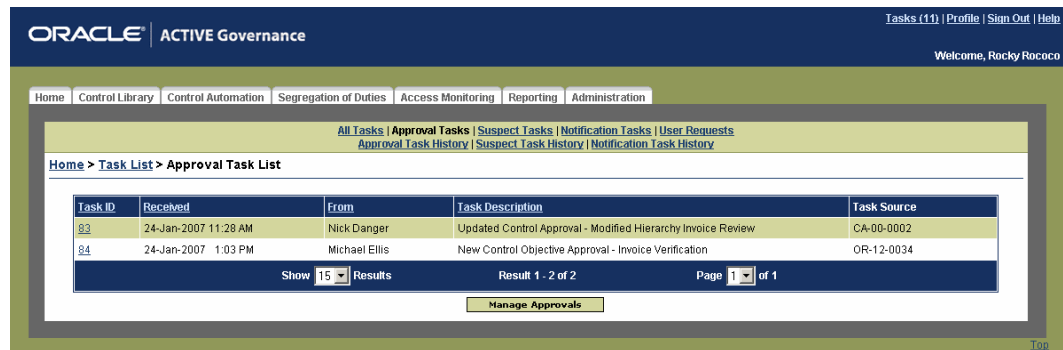 Tasks (11) | Profile | Sign Out | Help
ORACLE® | ACTIVE Governance
Welcome, Rocky Rococo
Home Control Library Control Automation Segregation of Duties Access Monitoring Reporting Administration
All Tasks | Approval Tasks | Suspect Tasks | Notification Tasks | User Requests
Approval Task History | Suspect Task History | Notification Task History
Home > Task List > Approval Task List
Task ID Received From Task Description Task Source
83 24-Jan-2007 11:28 AM Nick Danger Updated Control Approval - Modified Hierarchy Invoice Review CA-00-0002
84 24-Jan-2007 1:03 PM Michael Ellis New Control Objective Approval - Invoice Verification OR-12-0034
Show 15 Results Result 1 - 2 of 2 Page 1 of 1
Manage Approvals
Top